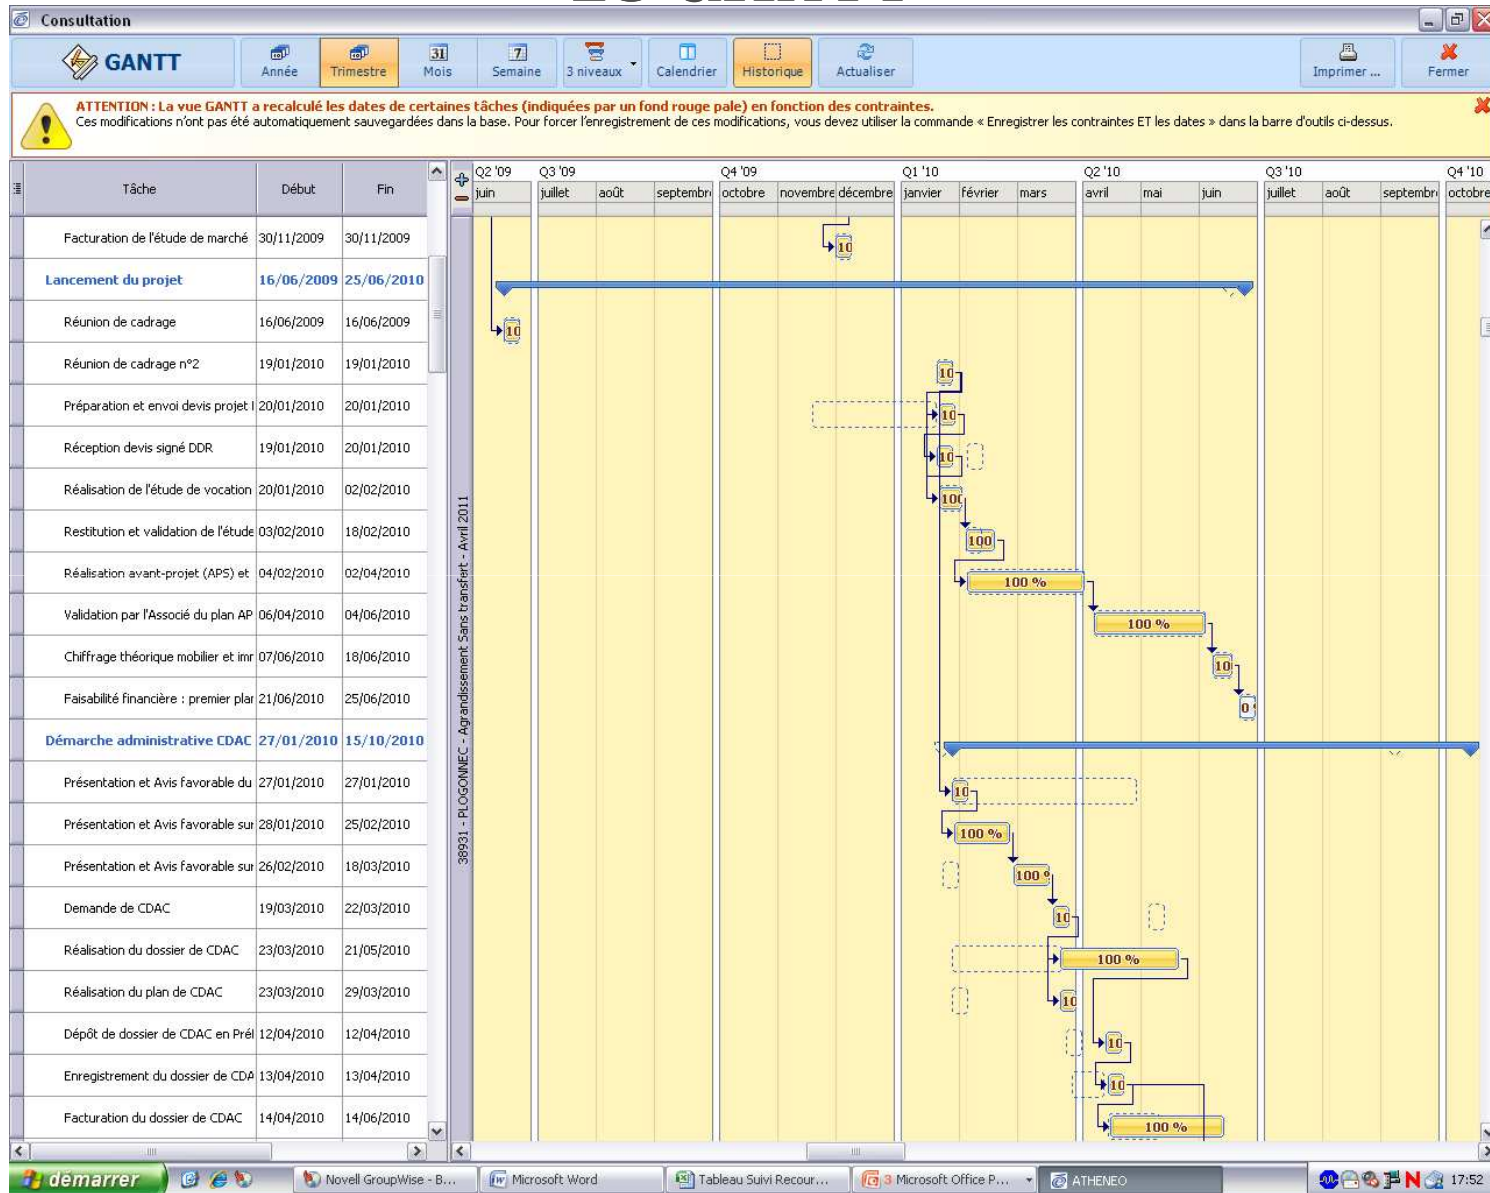 Consultation
GANTT
Année
Trimestre
31
Mois
7
Semaine
3 niveaux
Calendrier
Historique
Actualiser
Imprimer ...
Fermer
ATTENTION : La vue GANTT a recalculé les dates de certaines tâches (indiquées par un fond rouge pale) en fonction des contraintes.
Ces modifications n'ont pas été automatiquement sauvegardées dans la base. Pour forcer l'enregistrement de ces modifications, vous devez utiliser la commande « Enregistrer les contraintes ET les dates » dans la barre d'outils ci-dessus.
Tâche Début Fin
Q2 '09 Q3 '09 Q4 '09 Q1 '10 Q2 '10 Q3 '10 Q4 '10
juin juillet août septembr octobre novembre décembre janvier février mars avril mai juin juillet août septembr octobre
Facturation de l'étude de marché 30/11/2009 30/11/2009 10
Lancement du projet 16/06/2009 25/06/2010
Réunion de cadrage 16/06/2009 16/06/2009 10
Réunion de cadrage n°2 19/01/2010 19/01/2010 10
Préparation et envoi devis projet 20/01/2010 20/01/2010 10
Réception devis signé DDR 19/01/2010 20/01/2010 10
Réalisation de l'étude de vocation 20/01/2010 02/02/2010 100
Restitution et validation de l'étude 03/02/2010 18/02/2010 100
Réalisation avant-projet (APS) et 04/02/2010 02/04/2010 100 %
Validation par l'Associé du plan AP 06/04/2010 04/06/2010 100 %
Chiffrage théorique mobilier et imr 07/06/2010 18/06/2010 10
Faisabilité financière : premier plar 21/06/2010 25/06/2010 0
Démarche administrative CDAC 27/01/2010 15/10/2010
Présentation et Avis favorable du 27/01/2010 27/01/2010 10
Présentation et Avis favorable sur 28/01/2010 25/02/2010 100 %
Présentation et Avis favorable sur 26/02/2010 18/03/2010 100 %
Demande de CDAC 19/03/2010 22/03/2010 10
Réalisation du dossier de CDAC 23/03/2010 21/05/2010 100 %
Réalisation du plan de CDAC 23/03/2010 29/03/2010 10
Dépôt de dossier de CDAC en Prél 12/04/2010 12/04/2010 10
Enregistrement du dossier de CDA 13/04/2010 13/04/2010 10
Facturation du dossier de CDAC 14/04/2010 14/06/2010 100 %
38931 - PLOGONNEC - Agrandissement Sans transfert - Avril 2011
démarrer
Novell GroupWise - B...
Microsoft Word
Tableau Suivi Recour...
3 Microsoft Office P...
ATHENEO
17:52